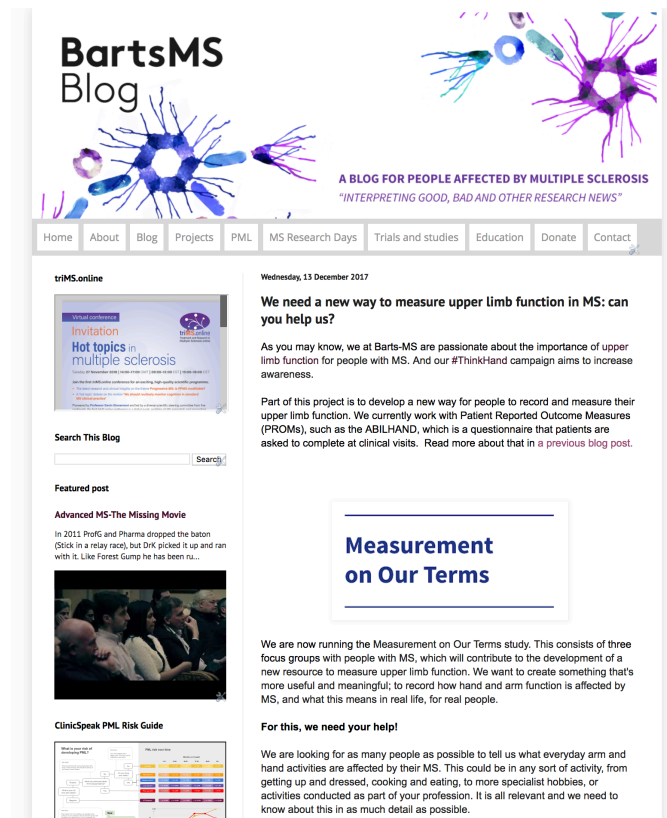 BartsMS
Blog
A BLOG FOR PEOPLE AFFECTED BY MULTIPLE SCLEROSIS
“INTERPRETING GOOD, BAD AND OTHER RESEARCH NEWS”
Home About Blog Projects PML MS Research Days Trials and studies Education Donate Contact
triMS.online
Virtual conference
Invitation
Hot topics in
multiple sclerosis
triMS.online
Search This Blog
Search
Featured post
Advanced MS-The Missing Movie
In 2011 ProfG and Pharma dropped the baton
(Stick in a relay race), but DrK picked it up and ran
with it. Like Forest Gump he has been ru...
ClinicSpeak PML Risk Guide
What is your risk of
developing PML?
Wednesday, 13 December 2017
We need a new way to measure upper limb function in MS: can
you help us?
As you may know, we at Barts-MS are passionate about the importance of upper
limb function for people with MS. And our #ThinkHand campaign aims to increase
awareness.
Part of this project is to develop a new way for people to record and measure their
upper limb function. We currently work with Patient Reported Outcome Measures
(PROMs), such as the ABILHAND, which is a questionnaire that patients are
asked to complete at clinical visits.  Read more about that in a previous blog post.
Measurement
on Our Terms
We are now running the Measurement on Our Terms study. This consists of three
focus groups with people with MS, which will contribute to the development of a
new resource to measure upper limb function. We want to create something that's
more useful and meaningful; to record how hand and arm function is affected by
MS, and what this means in real life, for real people.
For this, we need your help!
We are looking for as many people as possible to tell us what everyday arm and
hand activities are affected by their MS. This could be in any sort of activity, from
getting up and dressed, cooking and eating, to more specialist hobbies, or
activities conducted as part of your profession. It is all relevant and we need to
know about this in as much detail as possible.